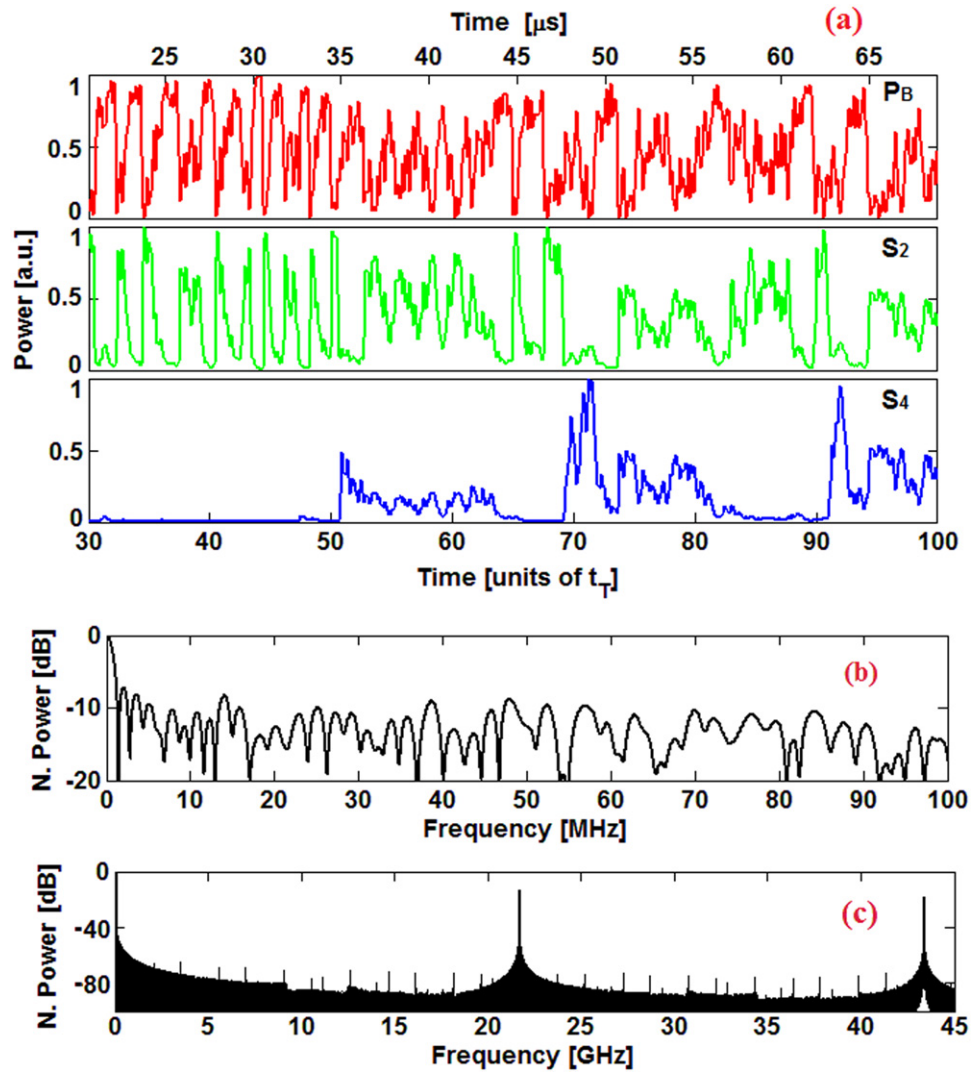 Time [μs] (a)
25 30 35 40 45 50 55 60 65
1 PB
0.5
0
1 S2
0.5
0
Power [a.u.]
1 S4
0.5
0
30 40 50 60 70 80 90 100
Time [units of tT]
0
-10
-20
N. Power [dB]
(b)
0 10 20 30 40 50 60 70 80 90 100
Frequency [MHz]
0
-40
-80
N. Power [dB]
(c)
0 5 10 15 20 25 30 35 40 45
Frequency [GHz]